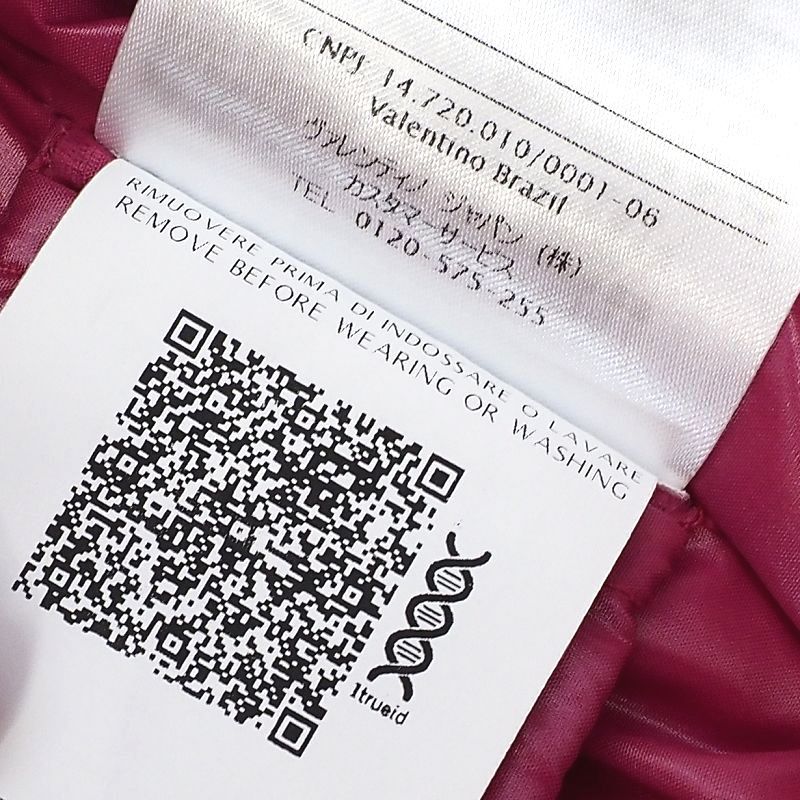 CNPJ 14.720.010/0001-06
Valentino Brazil
ヴァレンティノ ジャパン (株)
カスタマーサービス
TEL 0120-575-255
RIMUOVERE PRIMA DI INDOSSARE O LAVARE
REMOVE BEFORE WEARING OR WASHING
1trueid